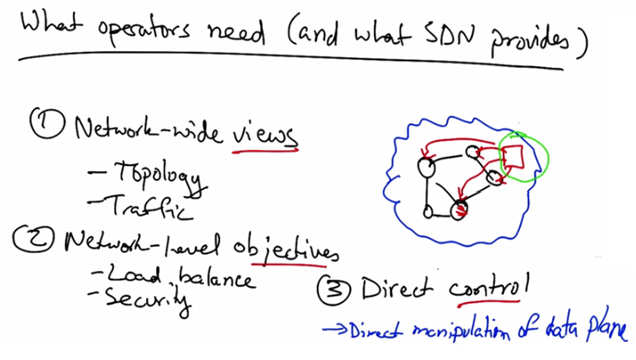 What operators need (and what SDN provides)
① Network-wide views
- Topology
- Traffic
② Network-level objectives
- Load balance
- Security
③ Direct control
→ Direct manipulation of data plane